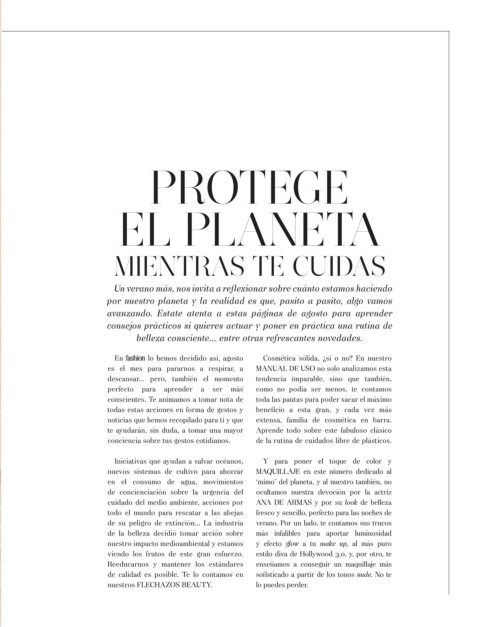 PROTEGE
EL PLANETA
MIENTRAS TE CUIDAS
Un verano más, nos invita a reflexionar sobre cuánto estamos haciendo
por nuestro planeta y la realidad es que, pasito a pasito, algo vamos
avanzando. Estate atenta a estas páginas de agosto para aprender
consejos prácticos si quieres actuar y poner en práctica una rutina de
belleza consciente... entre otras refrescantes novedades.
En fashion lo hemos decidido así, agosto
es el mes para pararnos a respirar, a
descansar... pero, también el momento
perfecto para aprender a ser más
conscientes. Te animamos a tomar nota de
todas estas acciones en forma de gestos y
noticias que hemos recopilado para ti y que
te ayudarán, sin duda, a tomar una mayor
conciencia sobre tus gestos cotidianos.
Iniciativas que ayudan a salvar océanos,
nuevos sistemas de cultivo para ahorrar
en el consumo de agua, movimientos
de concienciación sobre la urgencia del
cuidado del medio ambiente, acciones por
todo el mundo para rescatar a las abejas
de su peligro de extinción... La industria
de la belleza decidió tomar acción sobre
nuestro impacto medioambiental y estamos
viendo los frutos de este gran esfuerzo.
Reeducarnos y mantener los estándares
de calidad es posible. Te lo contamos en
nuestros FLECHAZOS BEAUTY.
Cosmética sólida, ¿si o no? En nuestro
MANUAL DE USO no solo analizamos esta
tendencia imparable, sino que también,
como no podía ser menos, te contamos
toda las pautas para poder sacar el máximo
beneficio a esta gran, y cada vez más
extensa, familia de cosmética en barra.
Aprende todo sobre este fabuloso clásico
de la rutina de cuidados libre de plásticos.
Y para poner el toque de color y
MAQUILLAJE en este número dedicado al
'mimo' del planeta, y al nuestro también, no
ocultamos nuestra devoción por la actriz
ANA DE ARMAS y por su look de belleza
fresco y sencillo, perfecto para las noches de
verano. Por un lado, te contamos sus trucos
más infalibles para aportar luminosidad
y efecto glow a tu make up, al más puro
estilo diva de Hollywood 3.0, y, por otro, te
enseñamos a conseguir un maquillaje más
sofisticado a partir de los tonos nude. No te
lo puedes perder.